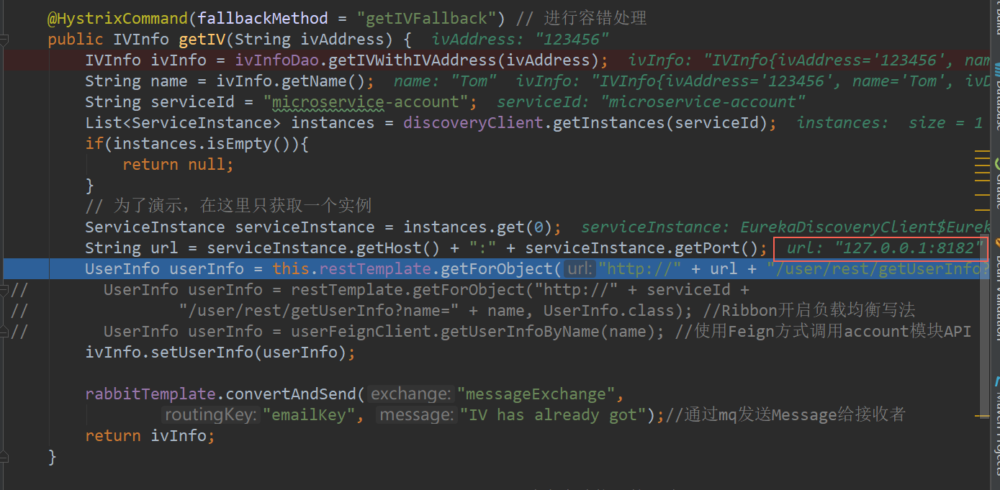 @HystrixCommand(fallbackMethod = "getIVFallback") // 进行容错处理
public IVInfo getIV(String ivAddress) {  ivAddress: "123456"
IVInfo ivInfo = ivInfoDao.getIVWithIVAddress(ivAddress);  ivInfo: "IVInfo{ivAddress='123456', nam
String name = ivInfo.getName();  name: "Tom"  ivInfo: "IVInfo{ivAddress='123456', name='Tom', ivD
String serviceId = "microservice-account";  serviceId: "microservice-account"
List<ServiceInstance> instances = discoveryClient.getInstances(serviceId);  instances:  size = 1
if(instances.isEmpty()){
return null;
}
// 为了演示，在这里只获取一个实例
ServiceInstance serviceInstance = instances.get(0);  serviceInstance: EurekaDiscoveryClient$Eurek
String url = serviceInstance.getHost() + ":" + serviceInstance.getPort();  url: "127.0.0.1:8182"
UserInfo userInfo = this.restTemplate.getForObject( url: "http://" + url + "/user/rest/getUserInfo?
// UserInfo userInfo = restTemplate.getForObject("http://" + serviceId +
// "/user/rest/getUserInfo?name=" + name, UserInfo.class); //Ribbon开启负载均衡写法
// UserInfo userInfo = userFeignClient.getUserInfoByName(name); //使用Feign方式调用account模块API
ivInfo.setUserInfo(userInfo);
rabbitTemplate.convertAndSend( exchange: "messageExchange",
routingKey: "emailKey", message: "IV has already got");//通过mq发送Message给接收者
return ivInfo;
}